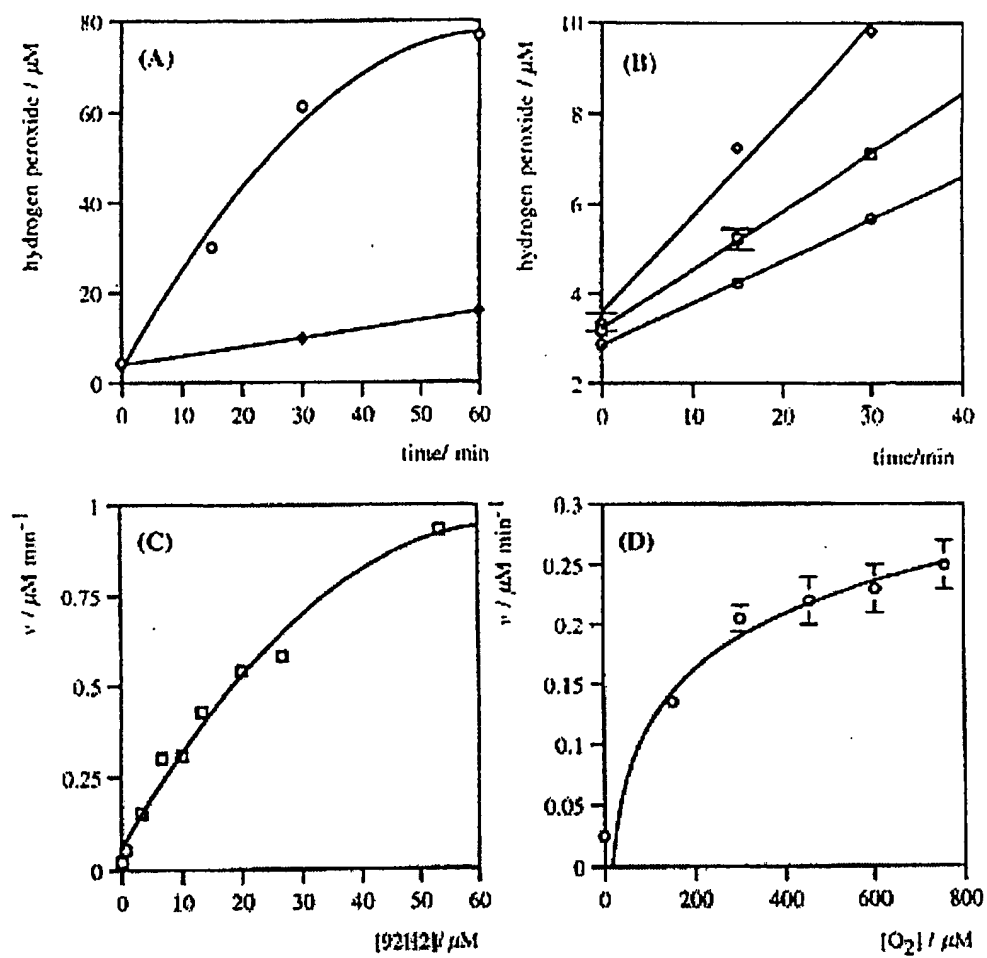 (A)
hydrogen peroxide / µM
80
60
40
20
0
0 10 20 30 40 50 60
time/ min
(B)
hydrogen peroxide / µM
10
8
6
4
2
0 10 20 30 40
time/min
(C)
v / µM min⁻¹
1
0.75
0.5
0.25
0
0 10 20 30 40 50 60
[92H2]/ µM
(D)
v / µM min⁻¹
0.3
0.25
0.2
0.15
0.1
0.05
0
0 200 400 600 800
[O₂] / µM